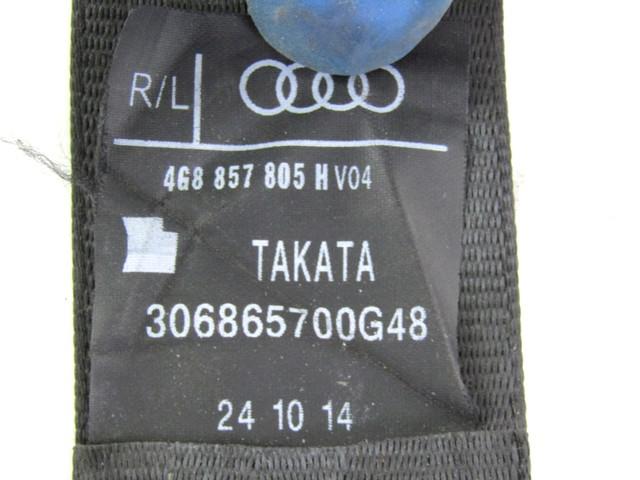 R/L
4G8 857 805 H V04
TAKATA
306865700G48
24 10 14